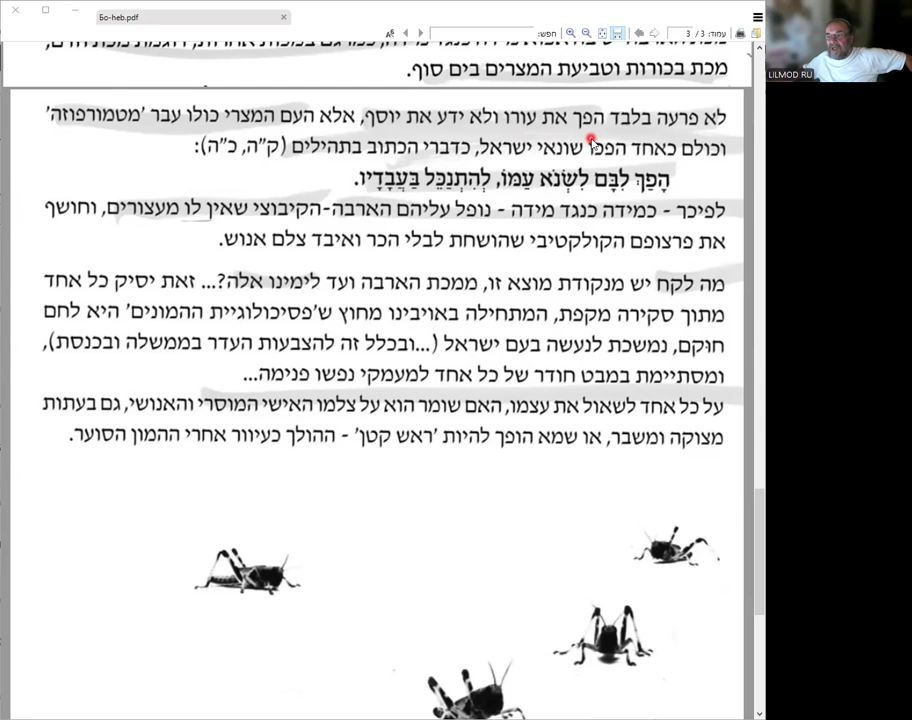 Бо-heb.pdf
חפש:
עמוד: 3 / 3
LILMOD RU
מכת בכורות וטביעת המצרים בים סוף.
לא פרעה בלבד הפך את עורו ולא ידע את יוסף, אלא העם המצרי כולו עבר 'מטמורפוזה'
וכולם כאחד הפכו שונאי ישראל, כדברי הכתוב בתהילים (ק"ה, כ"ה):
הָפַךְ לִבָּם לִשְׂנֹא עַמּוֹ, לְהִתְנַכֵּל בַּעֲבָדָיו.
לפיכך - כמידה כנגד מידה - נופל עליהם הארבה-הקיבוצי שאין לו מעצורים, וחושף
את פרצופם הקולקטיבי שהושחת לבלי הכר ואיבד צלם אנוש.
מה לקח יש מנקודת מוצא זו, ממכת הארבה ועד לימינו אלה?... זאת יסיק כל אחד
מתוך סקירה מקפת, המתחילה באויבינו מחוץ ש'פסיכולוגיית ההמונים' היא לחם
חוקם, נמשכת לנעשה בעם ישראל (...ובכלל זה להצבעות העדר בממשלה ובכנסת),
ומסתיימת במבט חודר של כל אחד למעמקי נפשו פנימה...
על כל אחד לשאול את עצמו, האם שומר הוא על צלמו האישי המוסרי והאנושי, גם בעתות
מצוקה ומשבר, או שמא הופך להיות 'ראש קטן' - ההולך כעיוור אחרי ההמון הסוער.